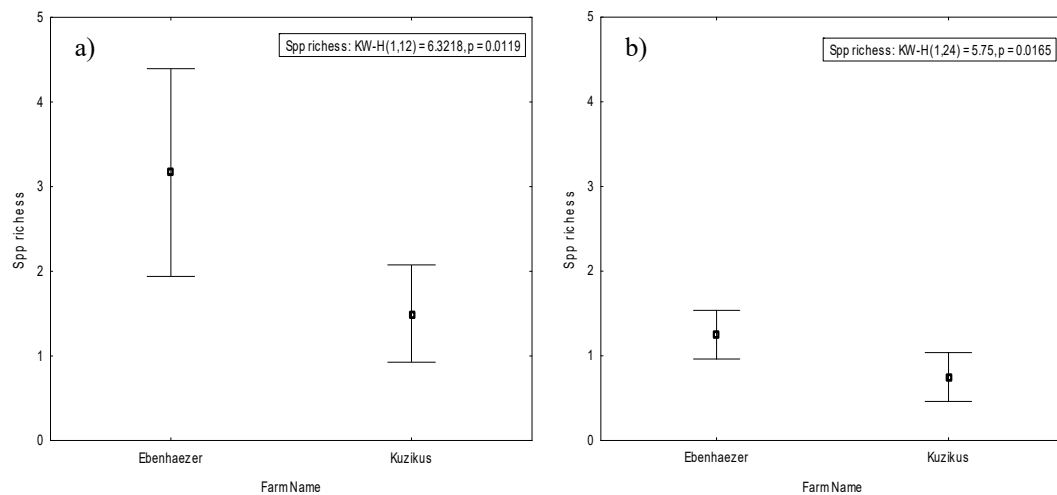 a)
Spp richess: KW-H(1,12) = 6.3218, p = 0.0119
5
4
3
2
1
0
Spp richess
Ebenhaezer Kuzikus
Farm Name
b)
Spp richess: KW-H(1,24) = 5.75, p = 0.0165
5
4
3
2
1
0
Spp richess
Ebenhaezer Kuzikus
Farm Name